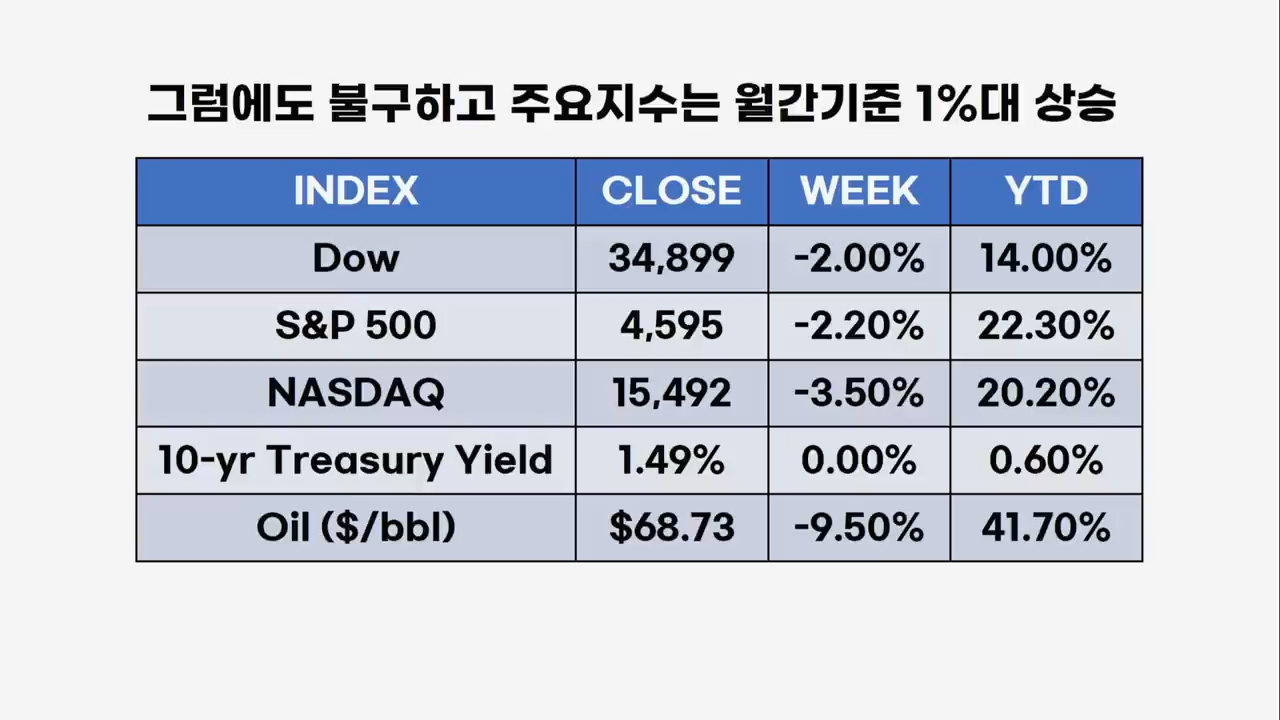 그럼에도 불구하고 주요지수는 월간기준 1%대 상승
INDEX CLOSE WEEK YTD
Dow 34,899 -2.00% 14.00%
S&P 500 4,595 -2.20% 22.30%
NASDAQ 15,492 -3.50% 20.20%
10-yr Treasury Yield 1.49% 0.00% 0.60%
Oil ($/bbl) $68.73 -9.50% 41.70%